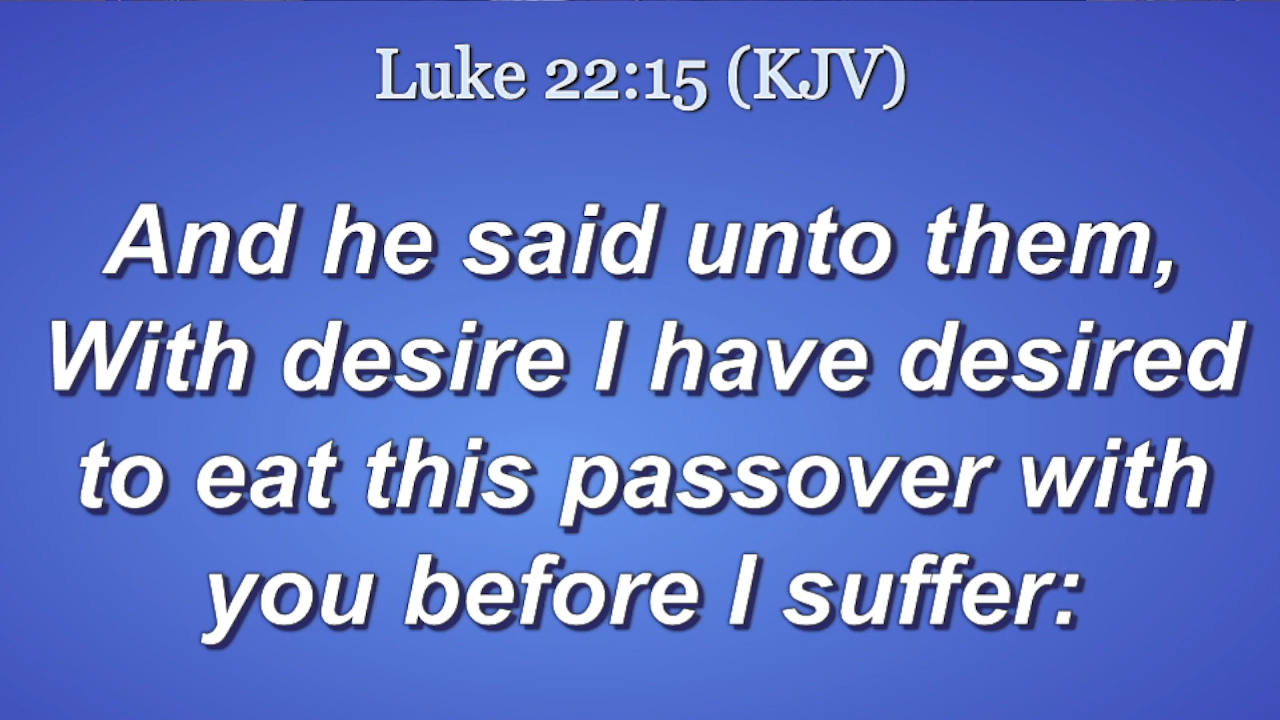 Luke 22:15 (KJV)
And he said unto them,
With desire I have desired
to eat this passover with
you before I suffer: